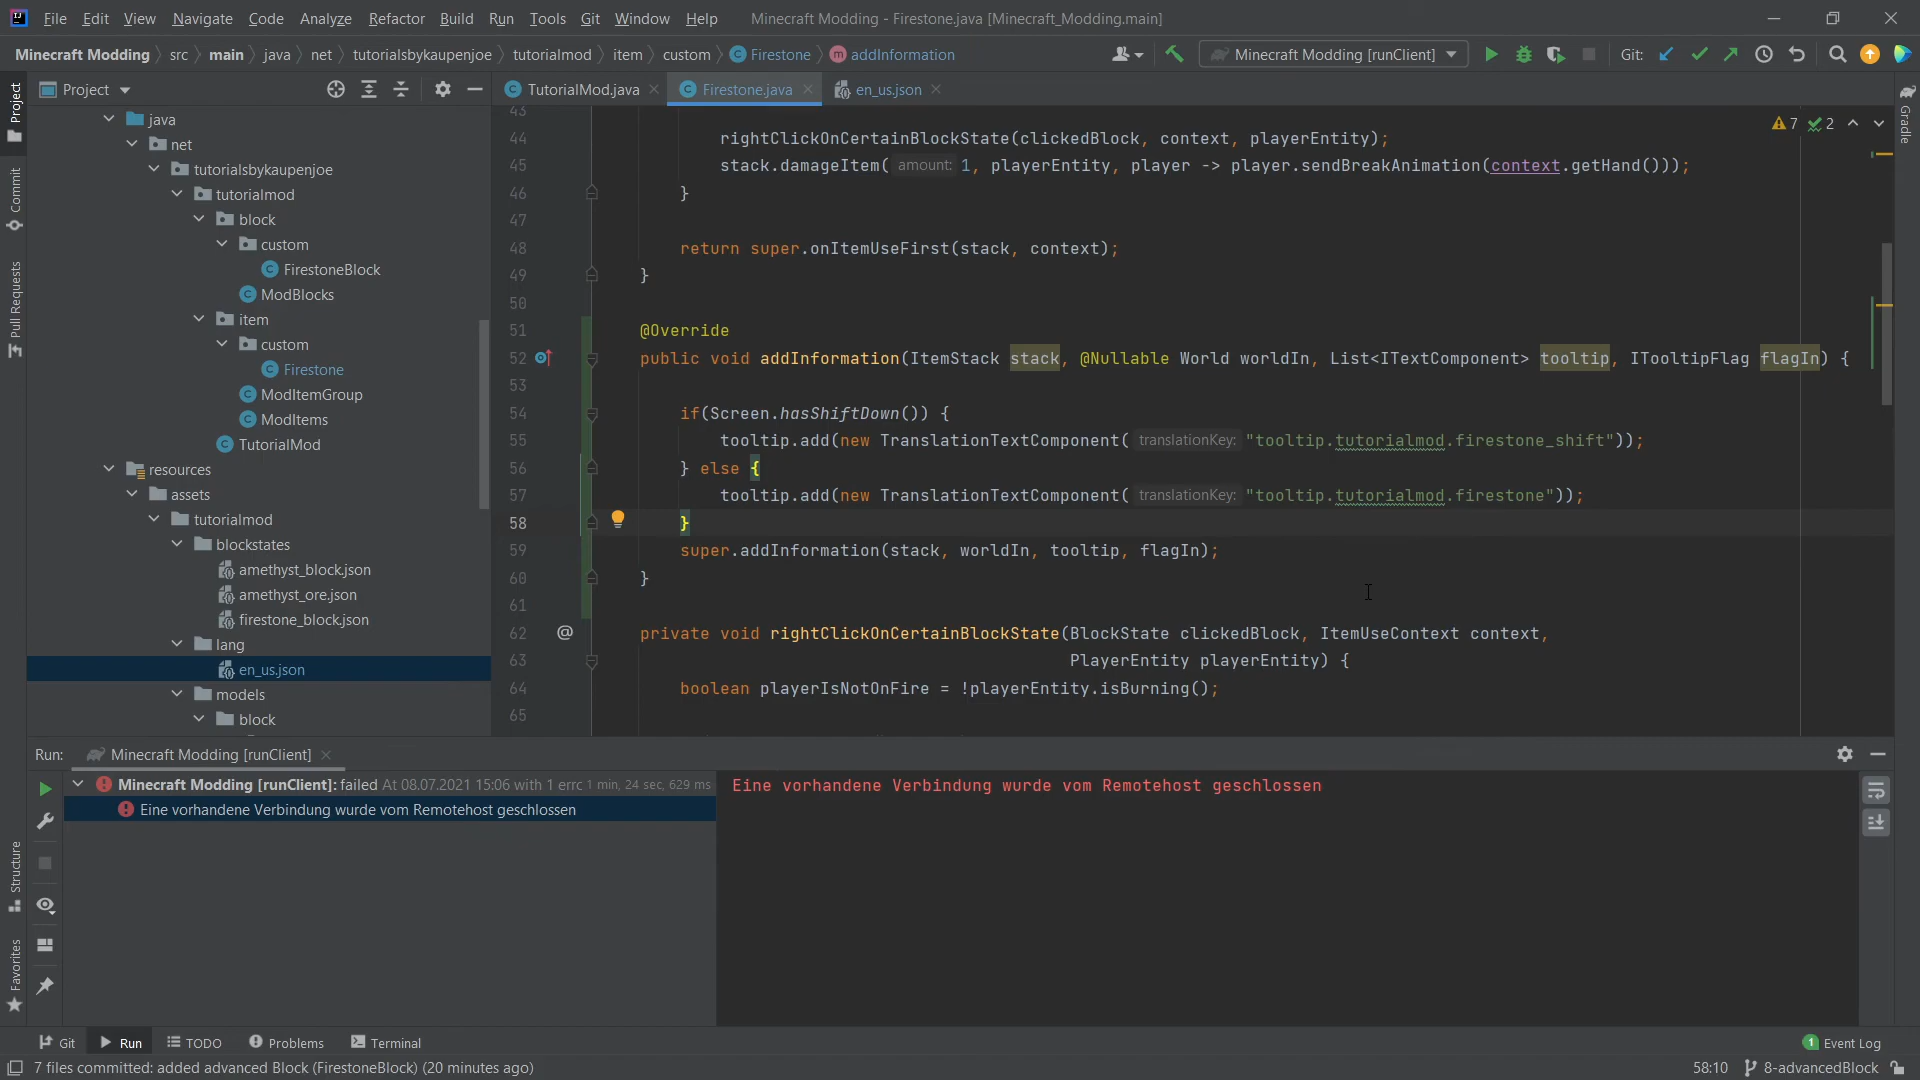 File Edit View Navigate Code Analyze Refactor Build Run Tools Git Window Help Minecraft Modding - Firestone.java [Minecraft_Modding.main]
Minecraft Modding src main java net tutorialsbykaupenjoe tutorialmod item custom Firestone addInformation Minecraft Modding [runClient] Git:
Project
TutorialMod.java Firestone.java en_us.json
java
net
tutorialsbykaupenjoe
tutorialmod
block
custom
FirestoneBlock
ModBlocks
item
custom
Firestone
ModItemGroup
ModItems
TutorialMod
resources
assets
tutorialmod
blockstates
amethyst_block.json
amethyst_ore.json
firestone_block.json
lang
en_us.json
models
block
7 2
43
44 rightClickOnCertainBlockState(clickedBlock, context, playerEntity);
45 stack.damageItem( amount: 1, playerEntity, player -> player.sendBreakAnimation(context.getHand()));
46 }
47
48 return super.onItemUseFirst(stack, context);
49 }
50
51 @Override
52 public void addInformation(ItemStack stack, @Nullable World worldIn, List<ITextComponent> tooltip, ITooltipFlag flagIn) {
53
54 if(Screen.hasShiftDown()) {
55 tooltip.add(new TranslationTextComponent( translationKey: "tooltip.tutorialmod.firestone_shift"));
56 } else {
57 tooltip.add(new TranslationTextComponent( translationKey: "tooltip.tutorialmod.firestone"));
58 }
59 super.addInformation(stack, worldIn, tooltip, flagIn);
60 }
61
62 @ private void rightClickOnCertainBlockState(BlockState clickedBlock, ItemUseContext context,
63 PlayerEntity playerEntity) {
64 boolean playerIsNotOnFire = !playerEntity.isBurning();
65
Project
Commit
Pull Requests
Structure
Favorites
Gradle
Run: Minecraft Modding [runClient]
Minecraft Modding [runClient]: failed At 08.07.2021 15:06 with 1 errc 1 min, 24 sec, 629 ms
Eine vorhandene Verbindung wurde vom Remotehost geschlossen
Eine vorhandene Verbindung wurde vom Remotehost geschlossen
Git Run TODO Problems Terminal 1 Event Log
7 files committed: added advanced Block (FirestoneBlock) (20 minutes ago) 58:10 8-advancedBlock